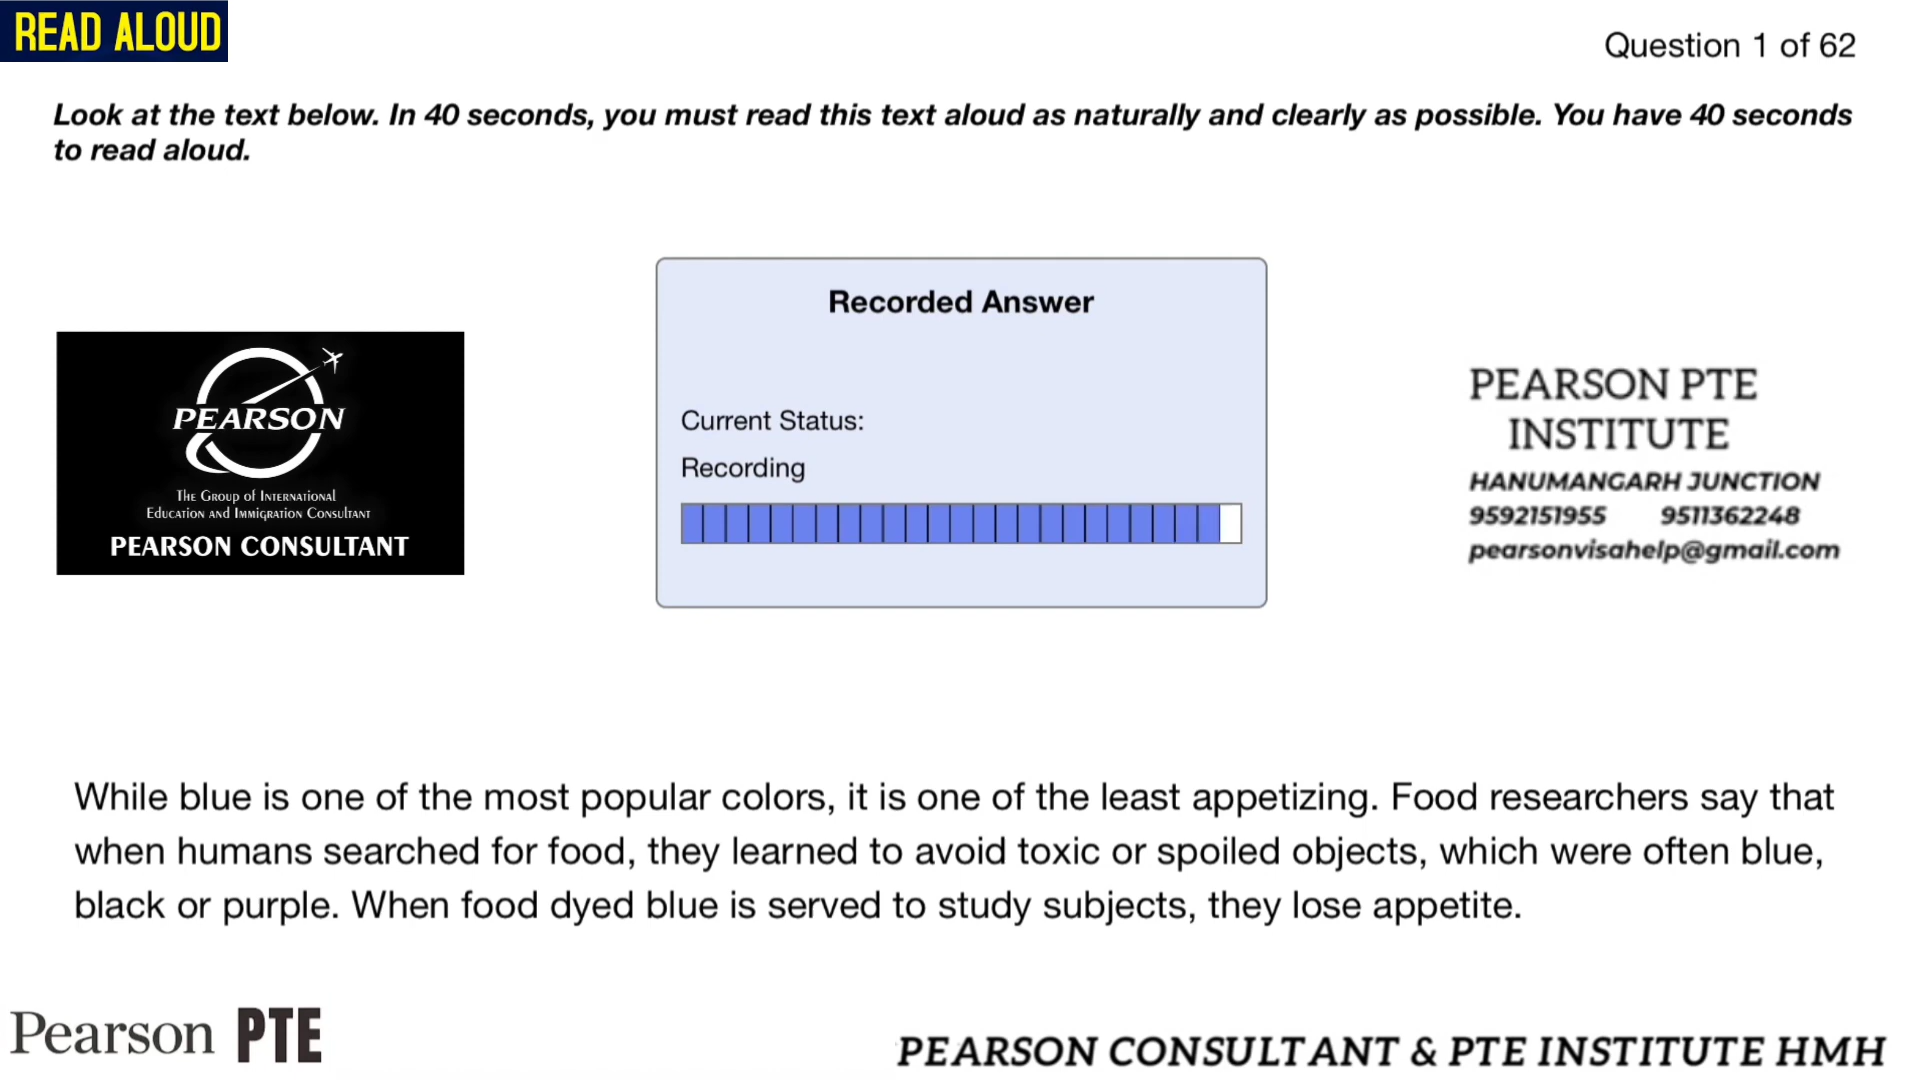 READ ALOUD
Question 1 of 62
Look at the text below. In 40 seconds, you must read this text aloud as naturally and clearly as possible. You have 40 seconds
to read aloud.
Recorded Answer
Current Status:
Recording
PEARSON
The Group of International
Education and Immigration Consultant
PEARSON CONSULTANT
PEARSON PTE
INSTITUTE
HANUMANGARH JUNCTION
9592151955 9511362248
pearsonvisahelp@gmail.com
While blue is one of the most popular colors, it is one of the least appetizing. Food researchers say that
when humans searched for food, they learned to avoid toxic or spoiled objects, which were often blue,
black or purple. When food dyed blue is served to study subjects, they lose appetite.
Pearson PTE
PEARSON CONSULTANT & PTE INSTITUTE HMH